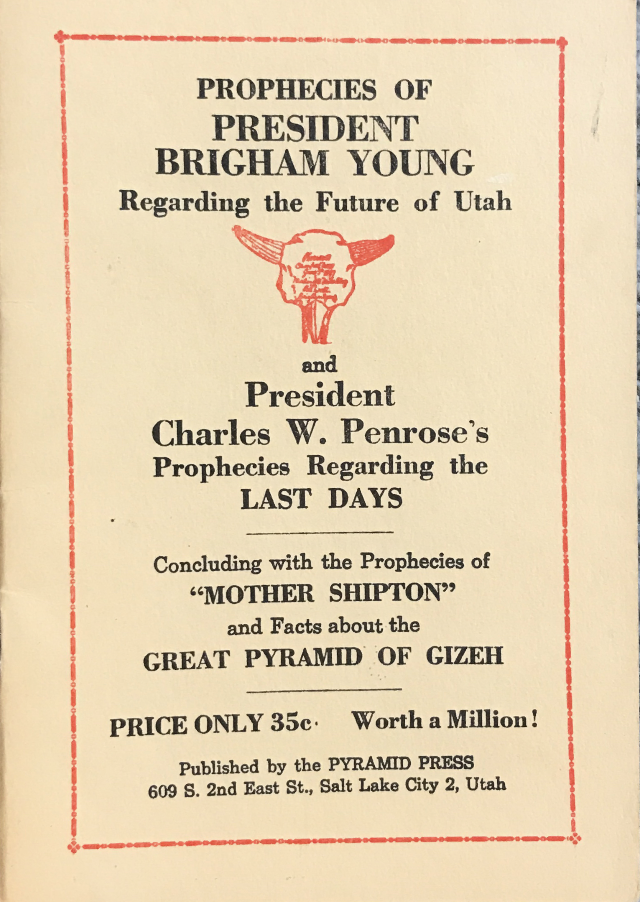 PROPHECIES OF
PRESIDENT
BRIGHAM YOUNG
Regarding the Future of Utah
and
President
Charles W. Penrose's
Prophecies Regarding the
LAST DAYS
Concluding with the Prophecies of
“MOTHER SHIPTON”
and Facts about the
GREAT PYRAMID OF GIZEH
PRICE ONLY 35c. Worth a Million!
Published by the PYRAMID PRESS
609 S. 2nd East St., Salt Lake City 2, Utah